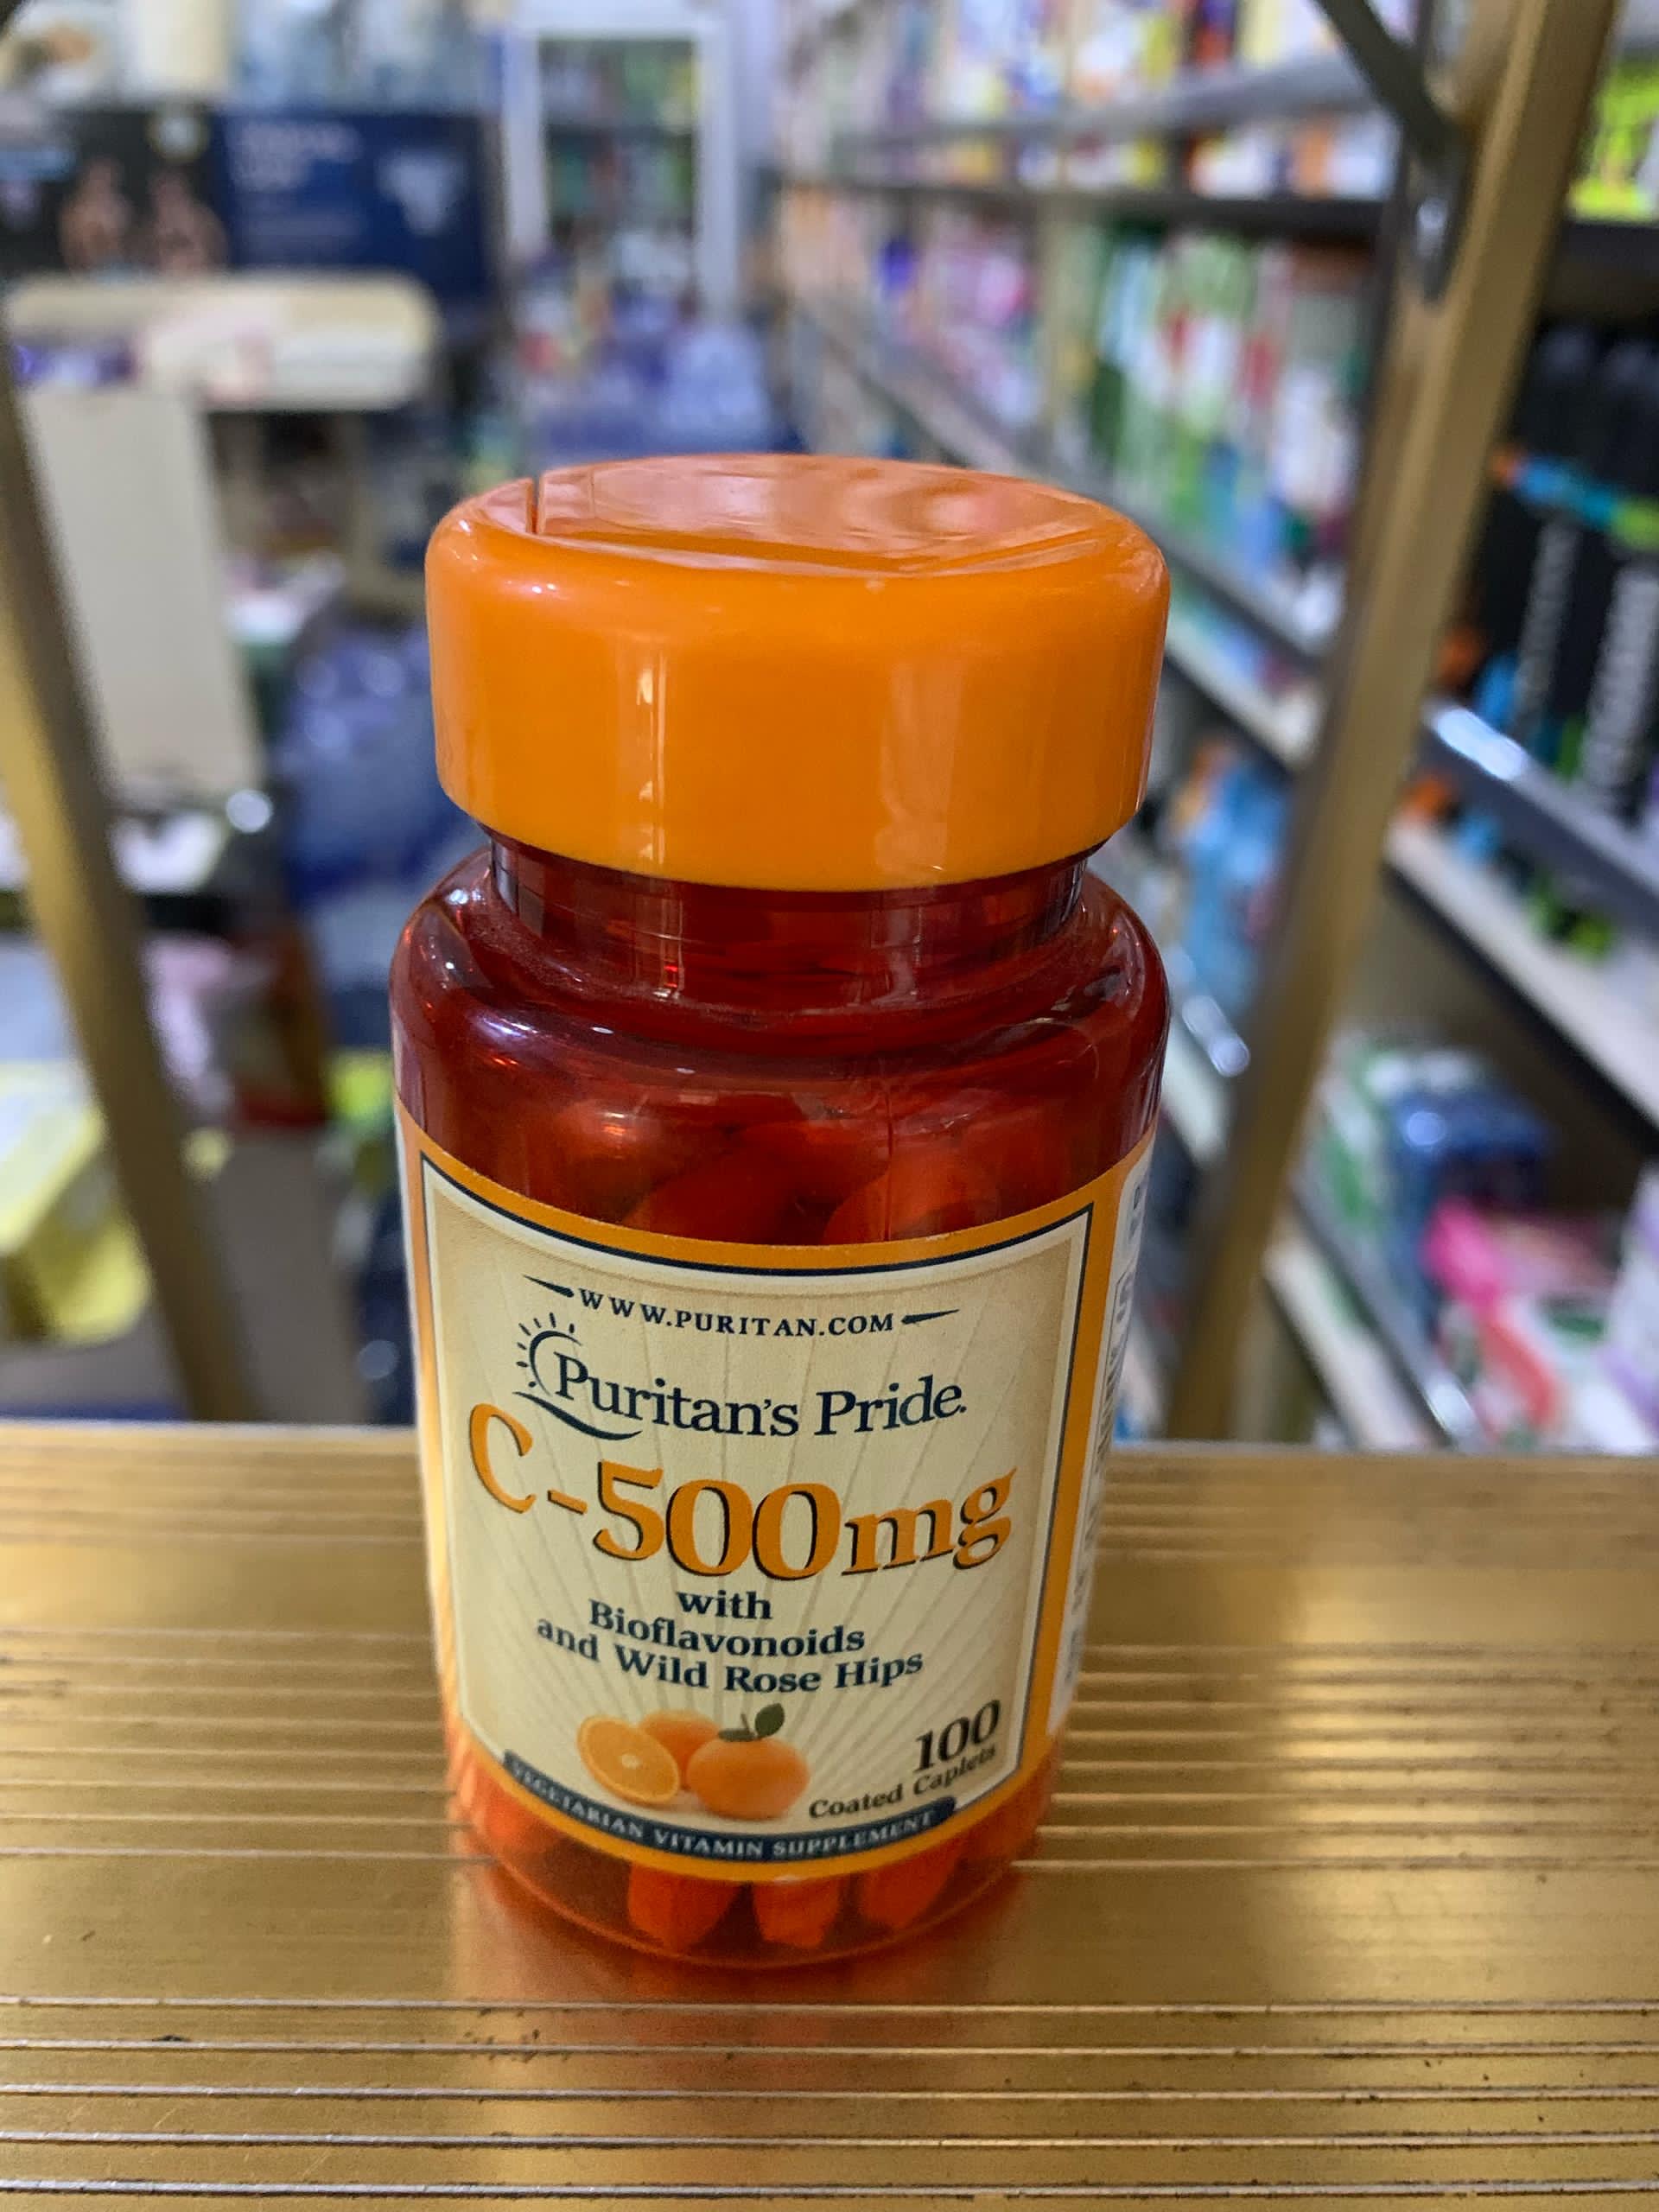 WWW.PURITAN.COM
Puritan's Pride.
C-500mg
with
Bioflavonoids
and Wild Rose Hips
100
Coated Caplets
VEGETARIAN VITAMIN SUPPLEMENT